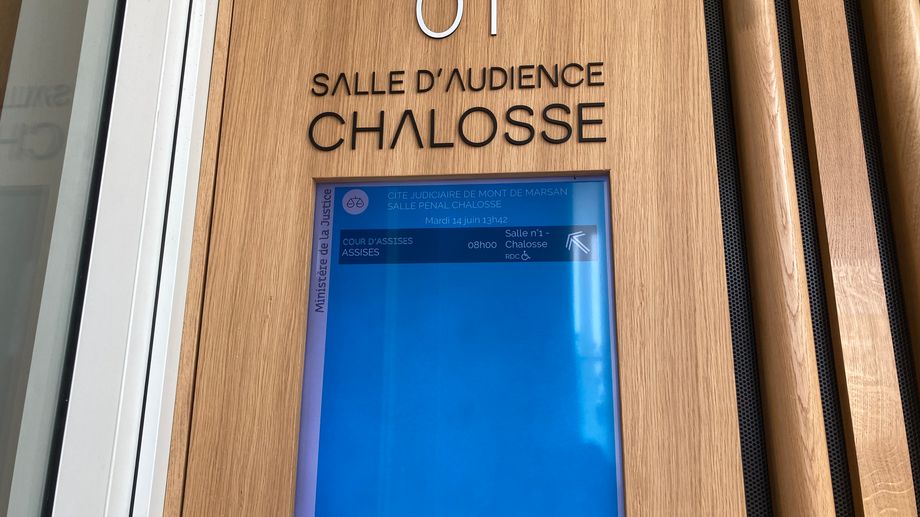 01
SALLE D'AUDIENCE
CHALOSSE
Ministère de la Justice
CITE JUDICIAIRE DE MONT DE MARSAN
SALLE PENAL CHALOSSE
Mardi 14 juin 13h42
COUR D'ASSISES
ASSISES
08h00
Salle n°1 -
Chalosse
RDC